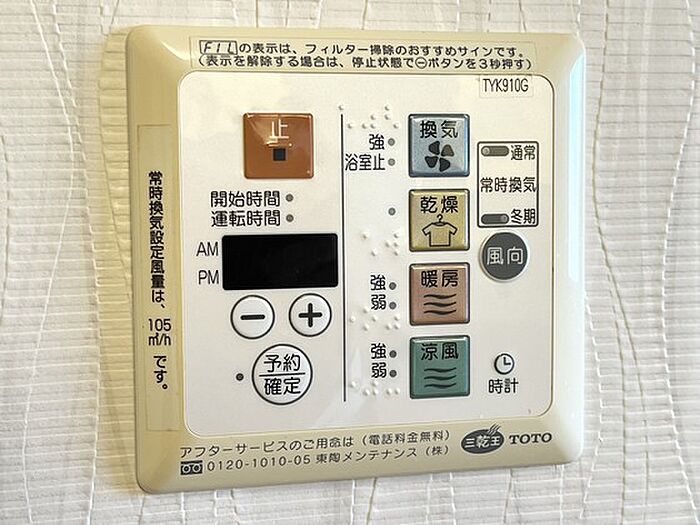 FILの表示は、フィルター掃除のおすすめサインです。
(表示を解除する場合は、停止状態で⊖ボタンを3秒押す)
TYK910G
止
開始時間
運転時間
AM
PM
−
+
予約
確定
強
浴室止
換気
乾燥
強
弱
暖房
強
弱
涼風
通常
常時換気
冬期
風向
時計
常時換気設定風量は、105㎥/hです。
アフターサービスのご用命は(電話料金無料)
0120-1010-05 東陶メンテナンス(株)
三乾王 TOTO